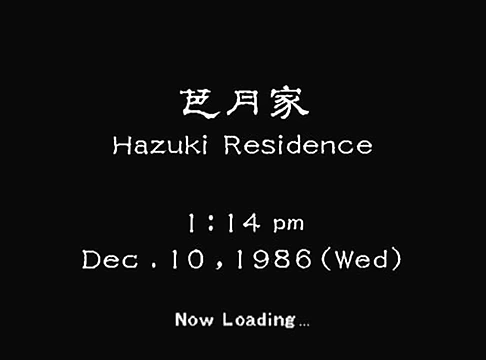 芭月家
Hazuki Residence
1:14 pm
Dec.10,1986(Wed)
Now Loading...